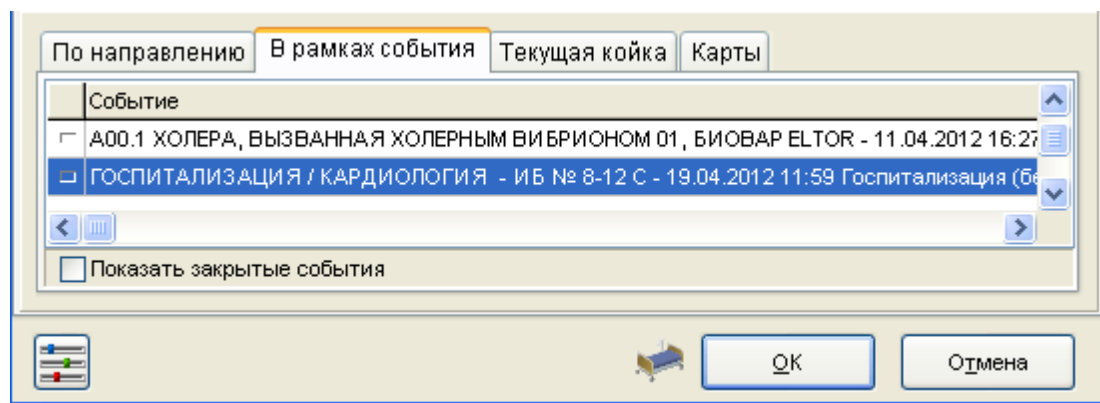 По направлению В рамках события Текущая койка Карты
Событие
A00.1 ХОЛЕРА, ВЫЗВАННАЯ ХОЛЕРНЫМ ВИБРИОНОМ 01, БИОВАР ELTOR - 11.04.2012 16:27
ГОСПИТАЛИЗАЦИЯ / КАРДИОЛОГИЯ - ИБ № 8-12 С - 19.04.2012 11:59 Госпитализация (бе
Показать закрытые события
OK Отмена